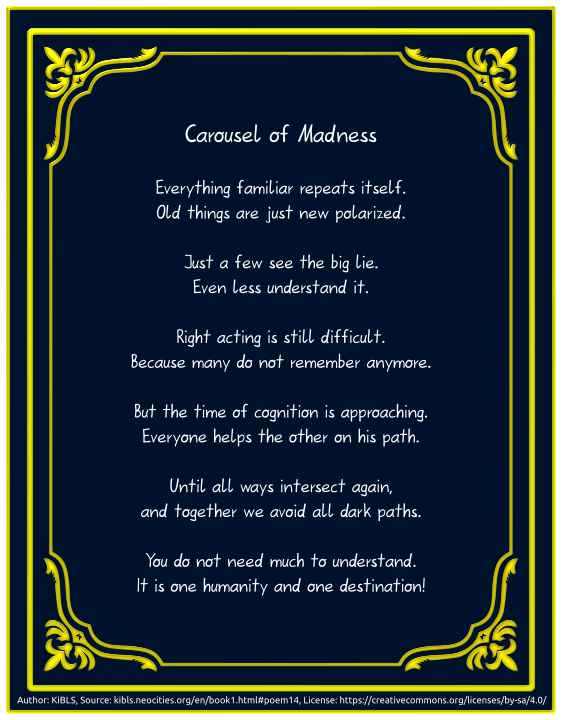 Carousel of Madness
Everything familiar repeats itself.
Old things are just new polarized.
Just a few see the big lie.
Even less understand it.
Right acting is still difficult.
Because many do not remember anymore.
But the time of cognition is approaching.
Everyone helps the other on his path.
Until all ways intersect again,
and together we avoid all dark paths.
You do not need much to understand.
It is one humanity and one destination!
Author: KiBLS, Source: kibls.neocities.org/en/book1.html#poem14, License: https://creativecommons.org/licenses/by-sa/4.0/